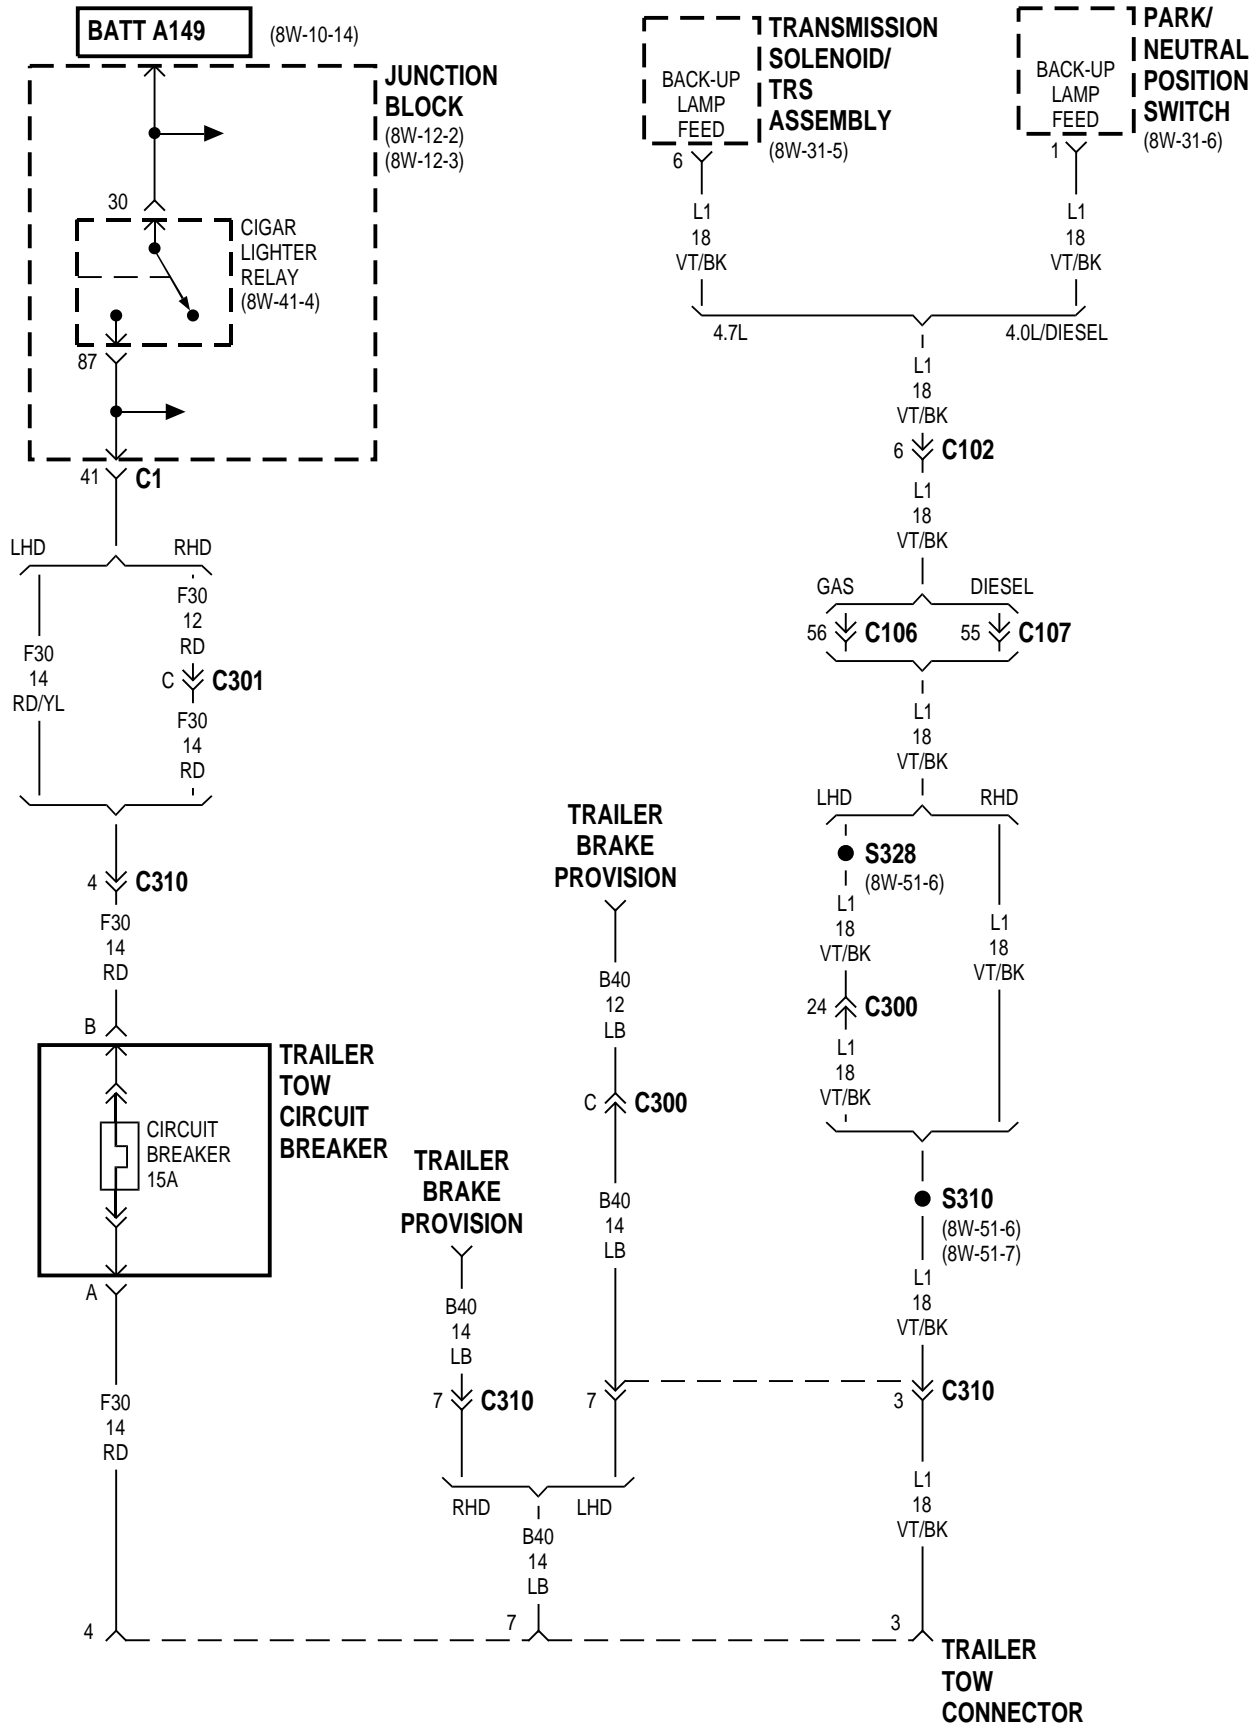 BATT A149
(8W-10-14)
JUNCTION
BLOCK
(8W-12-2)
(8W-12-3)
30
CIGAR
LIGHTER
RELAY
(8W-41-4)
87
41
C1
LHD
RHD
F30
14
RD/YL
F30
12
RD
C
C301
F30
14
RD
4
C310
F30
14
RD
B
TRAILER
TOW
CIRCUIT
BREAKER
CIRCUIT
BREAKER
15A
A
F30
14
RD
4
TRAILER
BRAKE
PROVISION
B40
14
LB
7
C310
RHD
TRAILER
BRAKE
PROVISION
B40
12
LB
C
C300
B40
14
LB
7
LHD
B40
14
LB
7
TRANSMISSION
SOLENOID/
TRS
ASSEMBLY
(8W-31-5)
BACK-UP
LAMP
FEED
6
L1
18
VT/BK
4.7L
PARK/
NEUTRAL
POSITION
SWITCH
(8W-31-6)
BACK-UP
LAMP
FEED
1
L1
18
VT/BK
4.0L/DIESEL
L1
18
VT/BK
6
C102
L1
18
VT/BK
GAS
DIESEL
56
C106
55
C107
L1
18
VT/BK
LHD
RHD
S328
(8W-51-6)
L1
18
VT/BK
24
C300
L1
18
VT/BK
L1
18
VT/BK
S310
(8W-51-6)
(8W-51-7)
L1
18
VT/BK
3
C310
L1
18
VT/BK
3
TRAILER
TOW
CONNECTOR